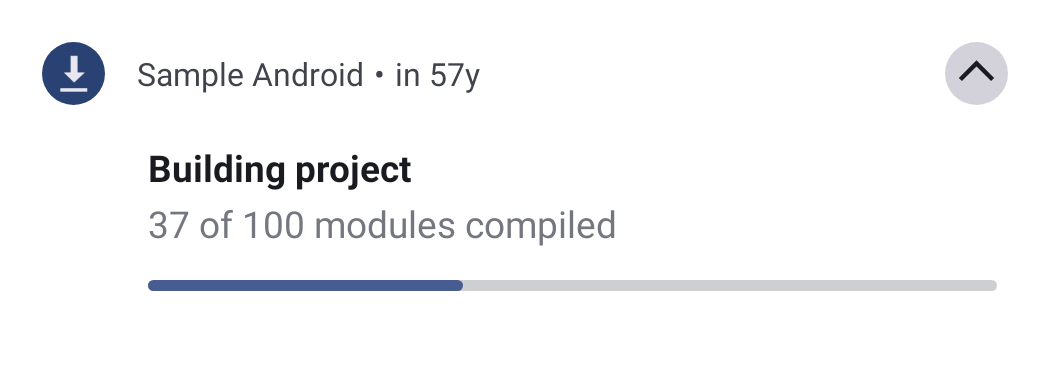 Sample Android • in 57y
Building project
37 of 100 modules compiled